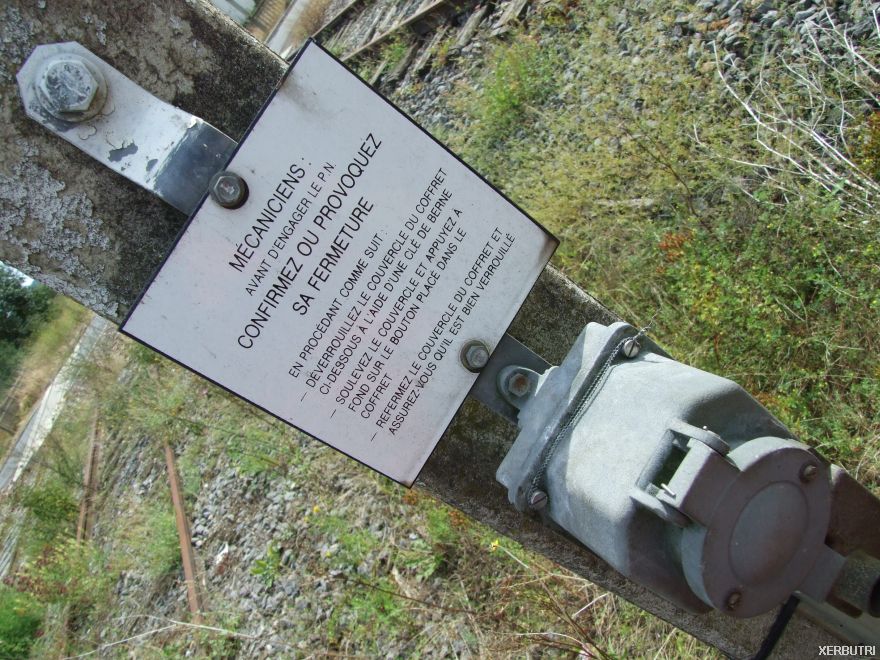 MÉCANICIENS :
AVANT D'ENGAGER LE P.N.
CONFIRMEZ OU PROVOQUEZ
SA FERMETURE
EN PROCÉDANT COMME SUIT :
— DÉVERROUILLEZ LE COUVERCLE DU COFFRET
CI-DESSOUS À L'AIDE D'UNE CLÉ DE BERNE
— SOULEVEZ LE COUVERCLE ET APPUYEZ À
FOND SUR LE BOUTON PLACÉ DANS LE
COFFRET
— REFERMEZ LE COUVERCLE DU COFFRET ET
ASSUREZ-VOUS QU'IL EST BIEN VERROUILLÉ
XERBUTRI